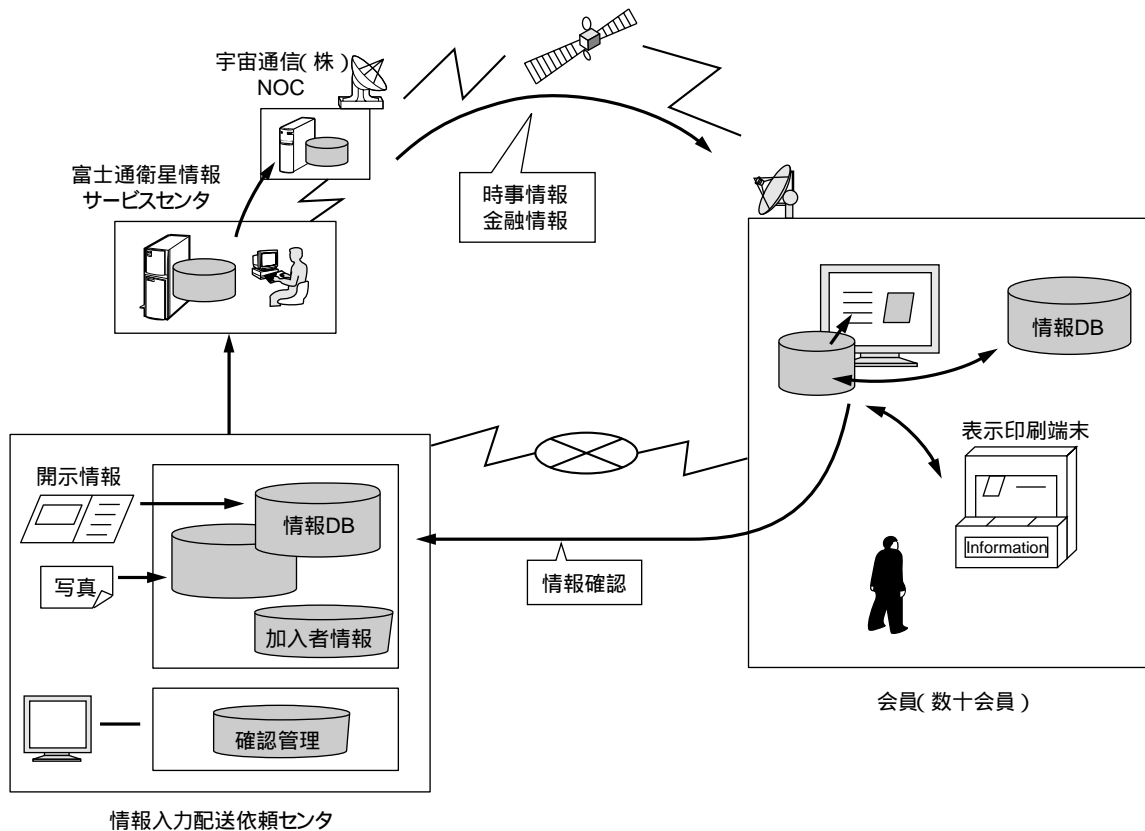 宇宙通信(株)
NOC
富士通衛星情報
サービスセンタ
時事情報
金融情報
情報DB
表示印刷端末
Information
開示情報
情報DB
写真
情報確認
加入者情報
会員(数十会員)
確認管理
情報入力配送依頼センタ